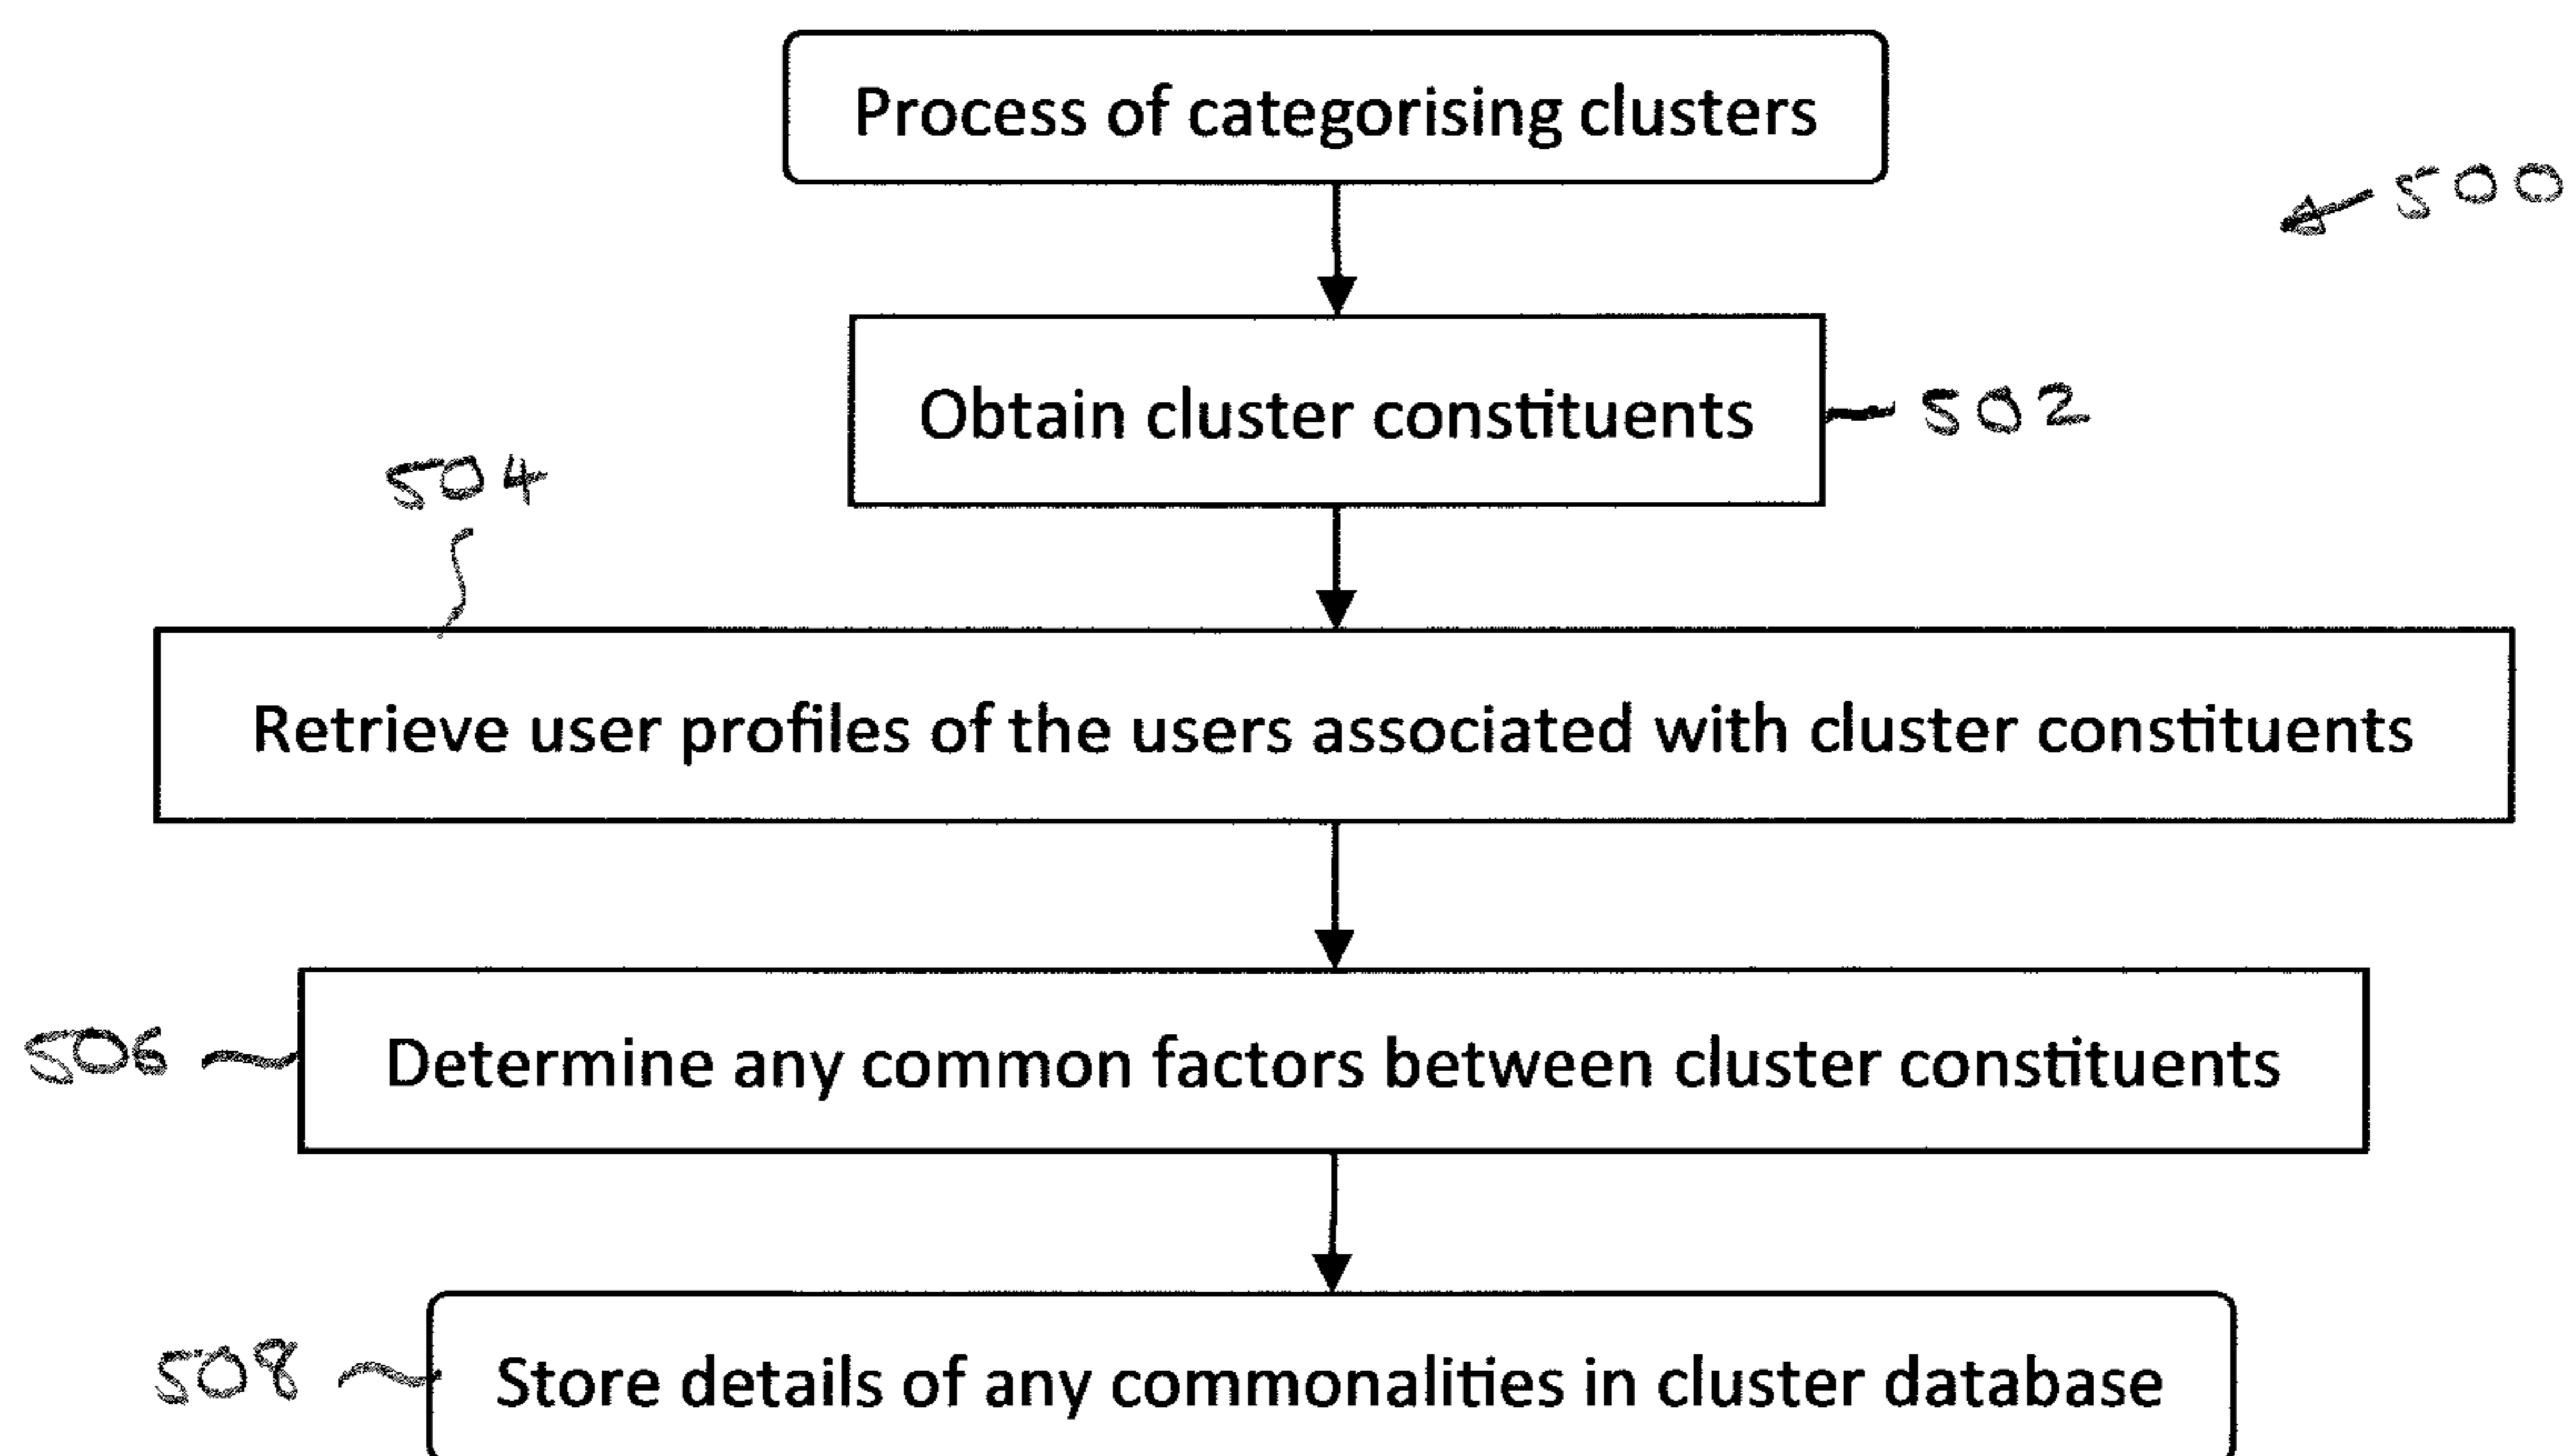 Process of categorising clusters
500
Obtain cluster constituents
502
504
Retrieve user profiles of the users associated with cluster constituents
506
Determine any common factors between cluster constituents
508
Store details of any commonalities in cluster database